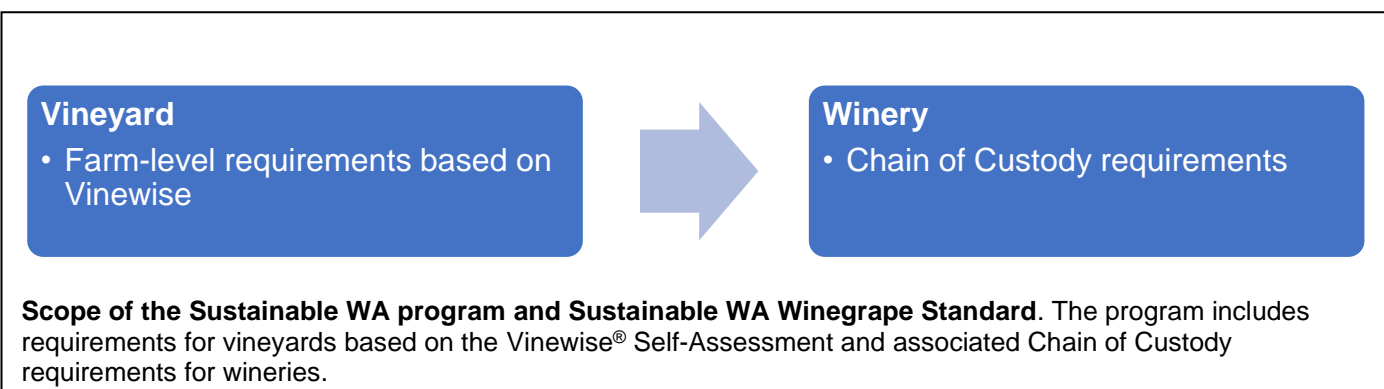 Vineyard
• Farm-level requirements based on
Vinewise
Winery
• Chain of Custody requirements
Scope of the Sustainable WA program and Sustainable WA Winegrape Standard. The program includes
requirements for vineyards based on the Vinewise® Self-Assessment and associated Chain of Custody
requirements for wineries.